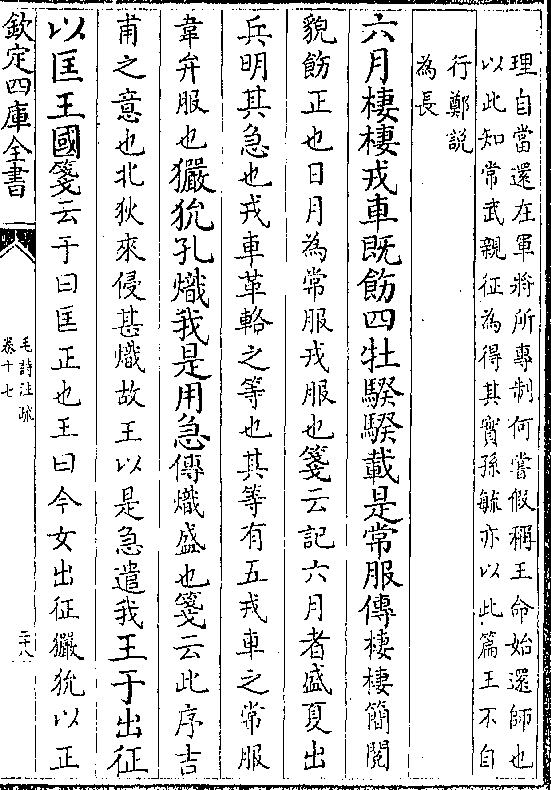 理自當還在軍將所專制何嘗假稱王命始還師也
以此知常武親征為得其實孫毓亦以此篇王不自
行鄭説
為長
六月棲棲戎車既飭四牡騤騤載是常服傳棲棲簡閲
貌飭正也日月為常服戎服也箋云記六月者盛夏出
兵明其急也戎車革輅之等也其等有五戎車之常服
韋弁服也玁狁孔熾我是用急傳熾盛也箋云此序吉
甫之意也北狄來侵甚熾故王以是急遣我王于出征
以匡王國箋云于曰匡正也王曰今女出征玁狁以正
欽定四庫全書
毛詩注疏
卷十七